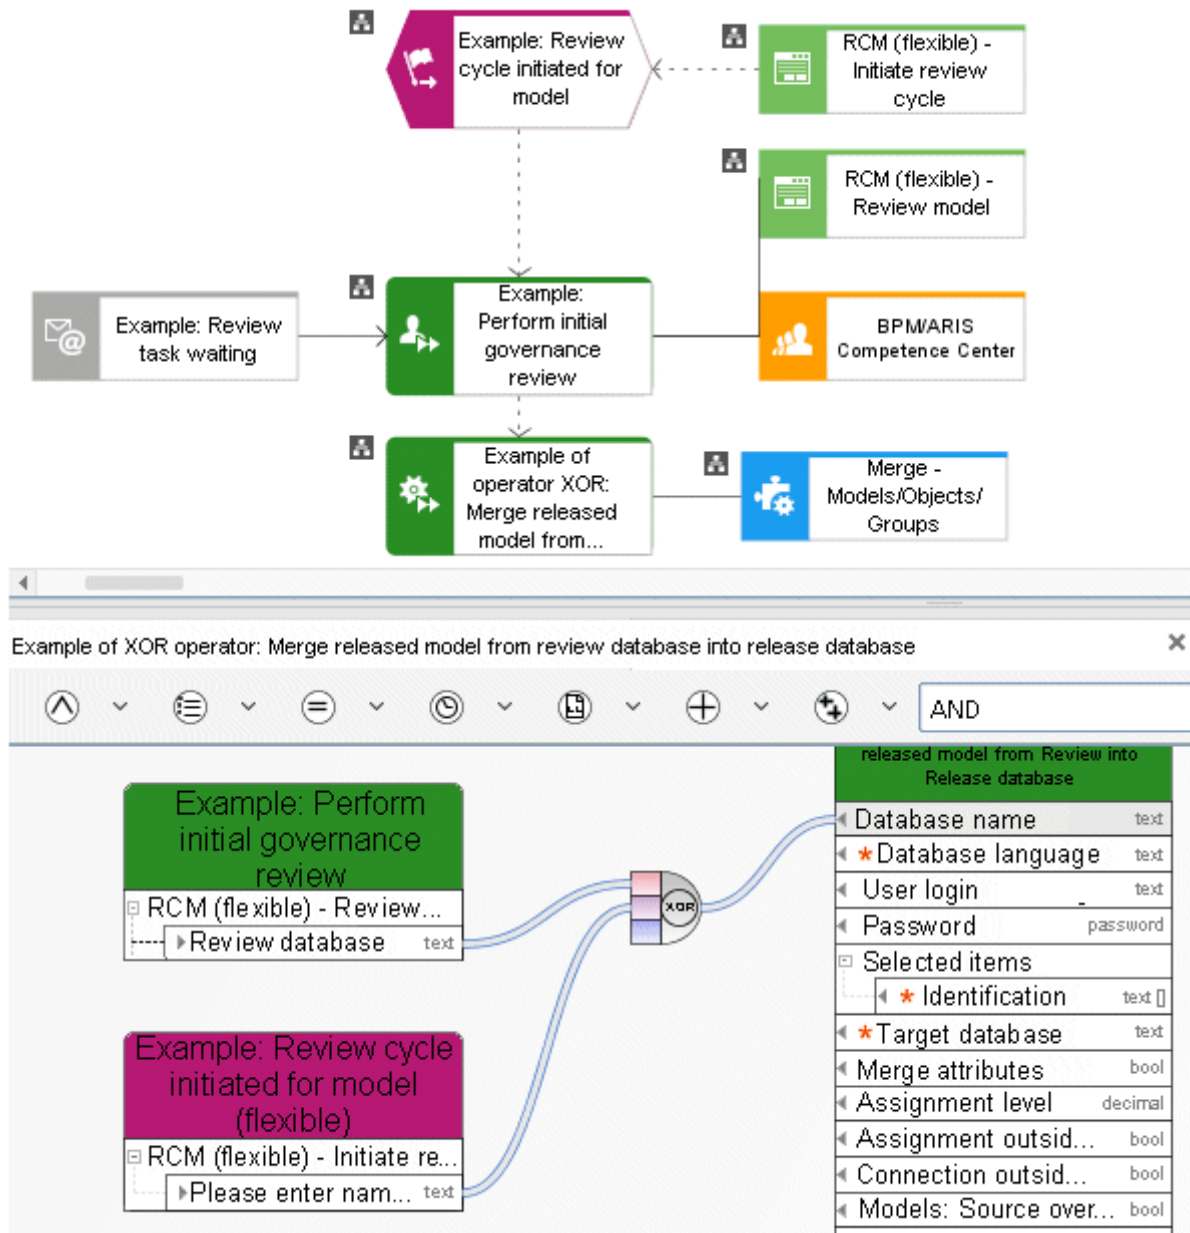 Example: Review
cycle initiated for
model
RCM (flexible) -
Initiate review
cycle
RCM (flexible) -
Review model
Example: Review
task waiting
Example:
Perform initial
governance
review
BPM/ARIS
Competence Center
Example of
operator XOR:
Merge released
model from...
Merge -
Models/Objects/
Groups
Example of XOR operator: Merge released model from review database into release database
AND
Example: Perform
initial governance
review
RCM (flexible) - Review...
Review database text
XOR
Example: Review cycle
initiated for model
(flexible)
RCM (flexible) - Initiate re...
Please enter nam... text
released model from Review into
Release database
Database name text
*Database language text
User login text
Password password
Selected items
* Identification text []
*Target database text
Merge attributes bool
Assignment level decimal
Assignment outsid... bool
Connection outsid... bool
Models: Source over... bool